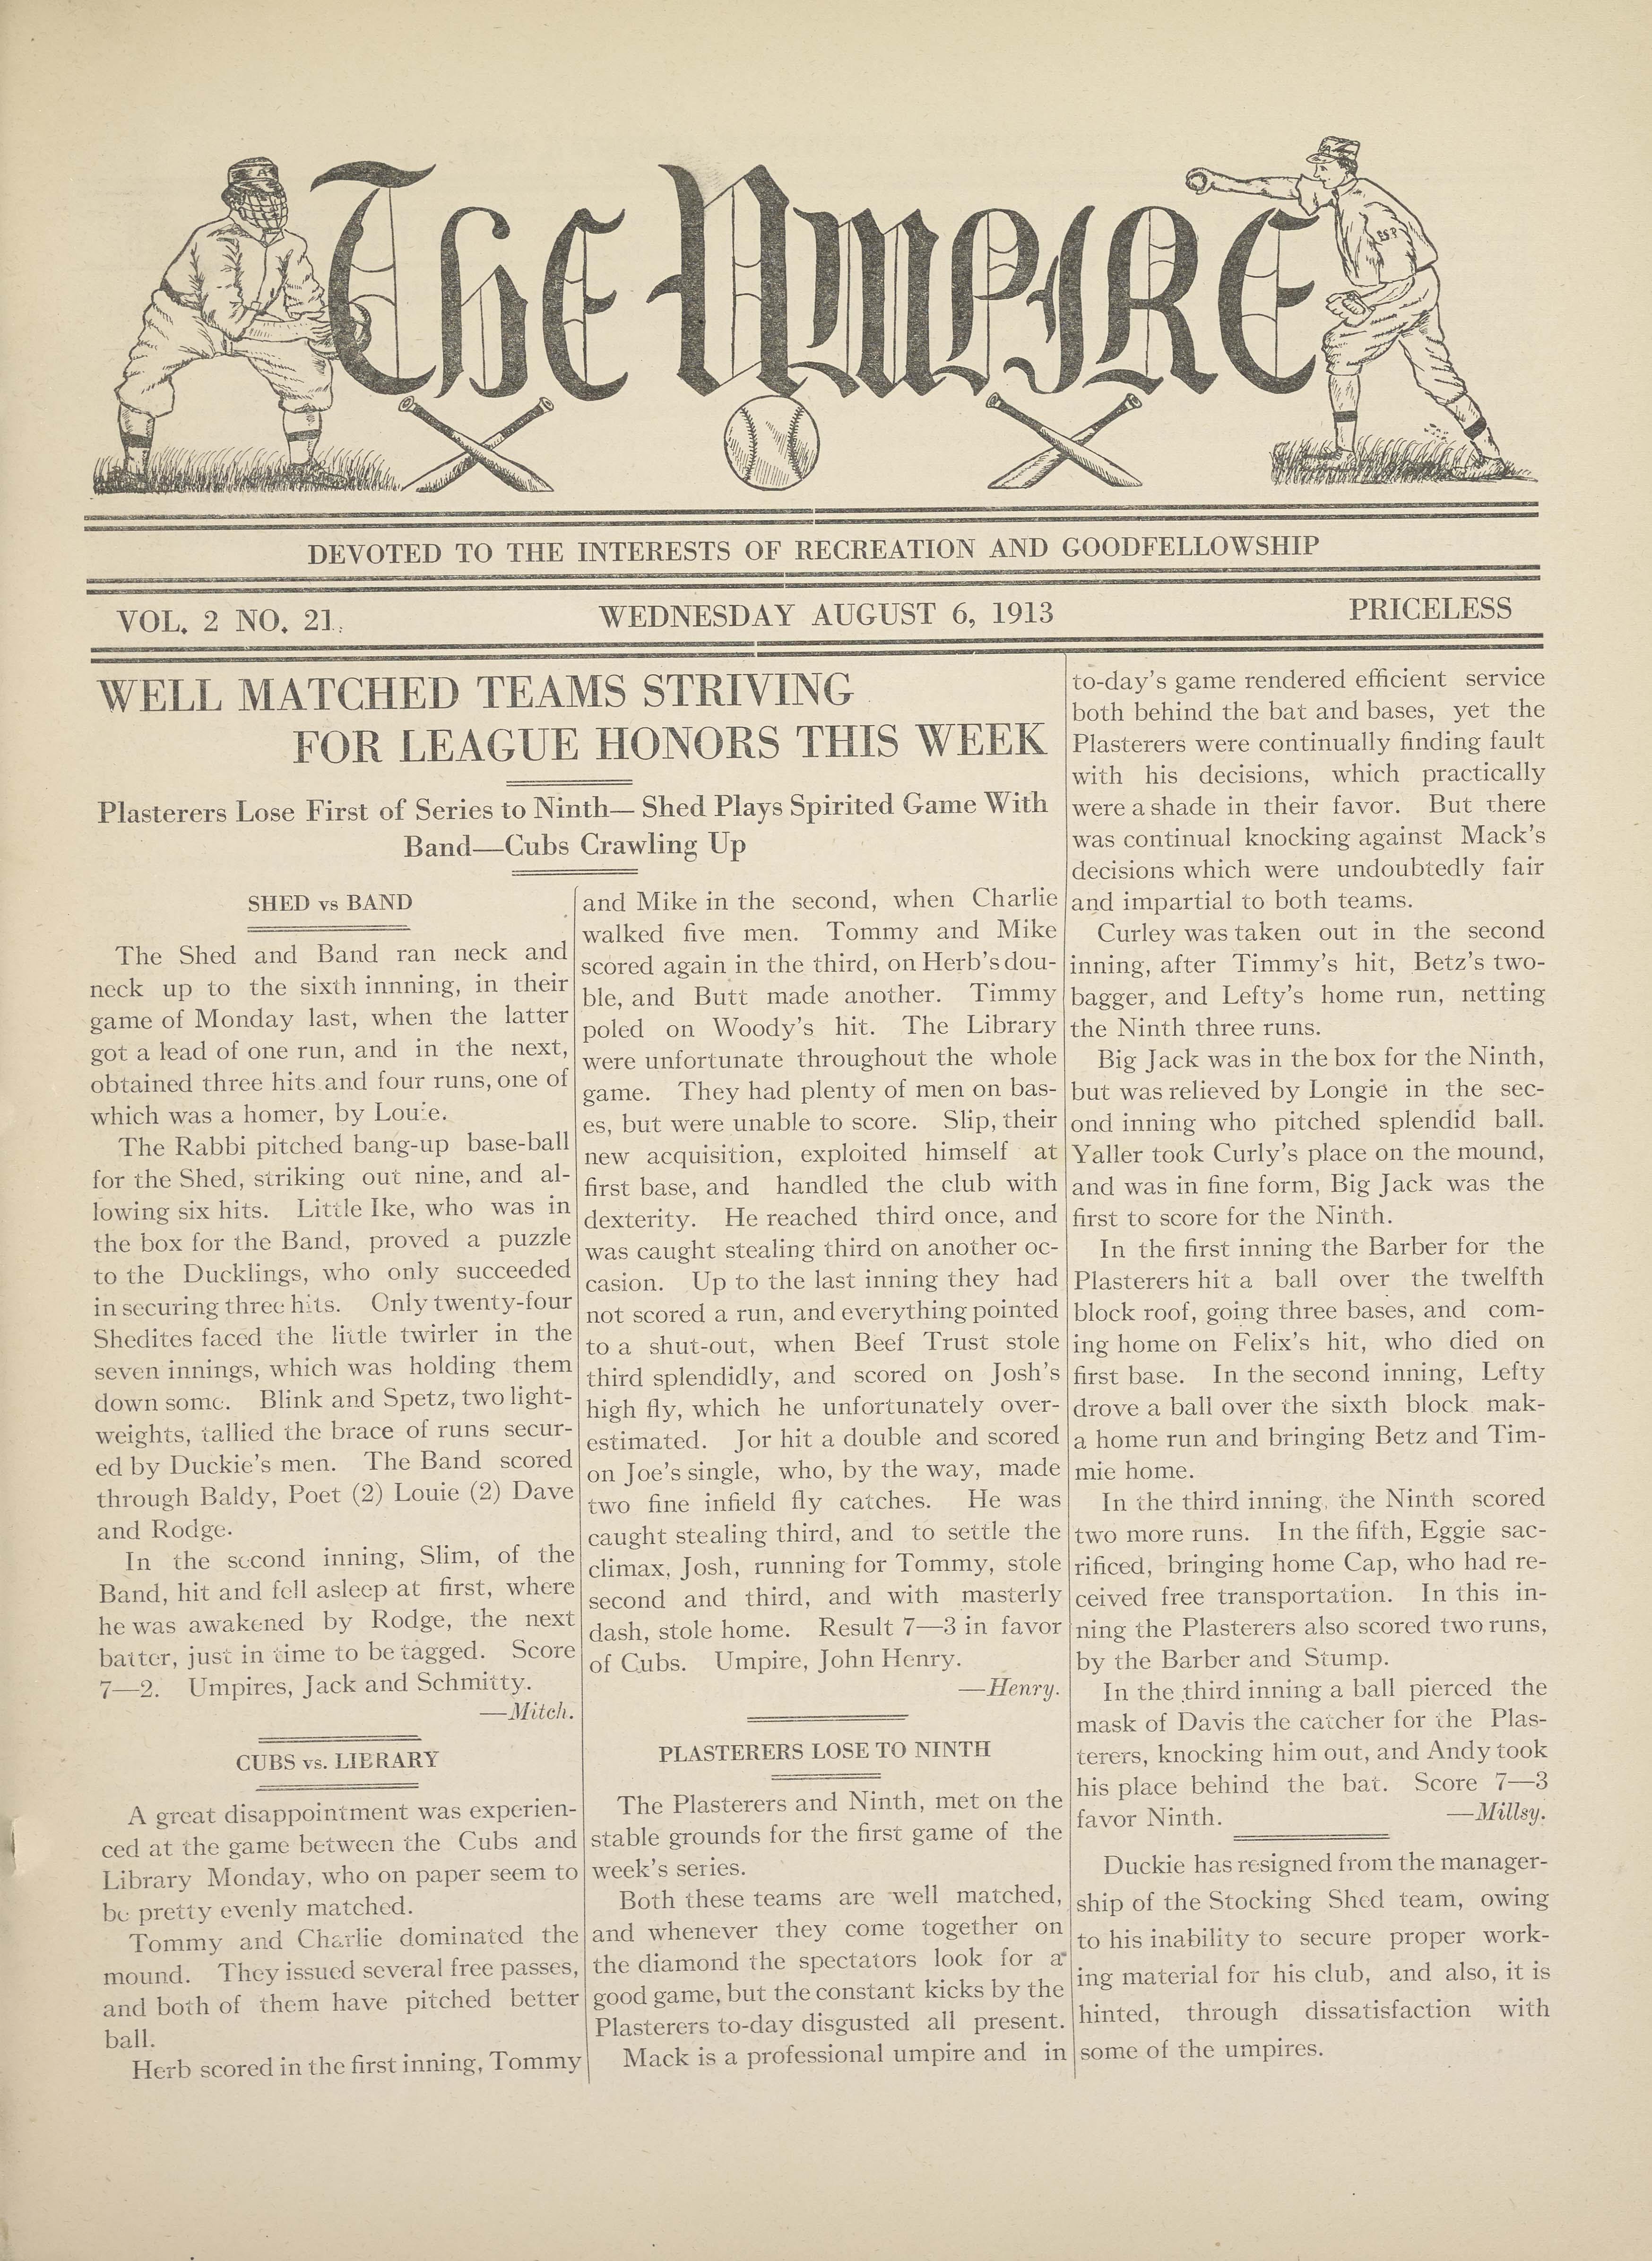 The Umpire
DEVOTED TO THE INTERESTS OF RECREATION AND GOODFELLOWSHIP
VOL. 2 NO. 21.
WEDNESDAY AUGUST 6, 1913
PRICELESS
WELL MATCHED TEAMS STRIVING
FOR LEAGUE HONORS THIS WEEK
Plasterers Lose First of Series to Ninth—Shed Plays Spirited Game With
Band—Cubs Crawling Up
SHED vs BAND
The Shed and Band ran neck and
neck up to the sixth innning, in their
game of Monday last, when the latter
got a lead of one run, and in the next,
obtained three hits and four runs, one of
which was a homer, by Louie.
The Rabbi pitched bang-up base-ball
for the Shed, striking out nine, and al-
lowing six hits. Little Ike, who was in
the box for the Band, proved a puzzle
to the Ducklings, who only succeeded
in securing three hits. Only twenty-four
Shedites faced the little twirler in the
seven innings, which was holding them
down some. Blink and Spetz, two light-
weights, tallied the brace of runs secur-
ed by Duckie's men. The Band scored
through Baldy, Poet (2) Louie (2) Dave
and Rodge.
In the second inning, Slim, of the
Band, hit and fell asleep at first, where
he was awakened by Rodge, the next
batter, just in time to be tagged. Score
7—2. Umpires, Jack and Schmitty.
—Mitch.
CUBS vs. LIBRARY
A great disappointment was experien-
ced at the game between the Cubs and
Library Monday, who on paper seem to
be pretty evenly matched.
Tommy and Charlie dominated the
mound. They issued several free passes,
and both of them have pitched better
ball.
Herb scored in the first inning, Tommy
and Mike in the second, when Charlie
walked five men. Tommy and Mike
scored again in the third, on Herb's dou-
ble, and Butt made another. Timmy
poled on Woody's hit. The Library
were unfortunate throughout the whole
game. They had plenty of men on bas-
es, but were unable to score. Slip, their
new acquisition, exploited himself at
first base, and handled the club with
dexterity. He reached third once, and
was caught stealing third on another oc-
casion. Up to the last inning they had
not scored a run, and everything pointed
to a shut-out, when Beef Trust stole
third splendidly, and scored on Josh's
high fly, which he unfortunately over-
estimated. Jor hit a double and scored
on Joe's single, who, by the way, made
two fine infield fly catches. He was
caught stealing third, and to settle the
climax, Josh, running for Tommy, stole
second and third, and with masterly
dash, stole home. Result 7—3 in favor
of Cubs. Umpire, John Henry.
—Henry.
PLASTERERS LOSE TO NINTH
The Plasterers and Ninth, met on the
stable grounds for the first game of the
week's series.
Both these teams are well matched,
and whenever they come together on
the diamond the spectators look for a
good game, but the constant kicks by the
Plasterers to-day disgusted all present.
Mack is a professional umpire and in
to-day's game rendered efficient service
both behind the bat and bases, yet the
Plasterers were continually finding fault
with his decisions, which practically
were a shade in their favor. But there
was continual knocking against Mack's
decisions which were undoubtedly fair
and impartial to both teams.
Curley was taken out in the second
inning, after Timmy's hit, Betz's two-
bagger, and Lefty's home run, netting
the Ninth three runs.
Big Jack was in the box for the Ninth,
but was relieved by Longie in the sec-
ond inning who pitched splendid ball.
Yaller took Curly's place on the mound,
and was in fine form, Big Jack was the
first to score for the Ninth.
In the first inning the Barber for the
Plasterers hit a ball over the twelfth
block roof, going three bases, and com-
ing home on Felix's hit, who died on
first base. In the second inning, Lefty
drove a ball over the sixth block mak-
a home run and bringing Betz and Tim-
mie home.
In the third inning, the Ninth scored
two more runs. In the fifth, Eggie sac-
rificed, bringing home Cap, who had re-
ceived free transportation. In this in-
ning the Plasterers also scored two runs,
by the Barber and Stump.
In the third inning a ball pierced the
mask of Davis the catcher for the Plas-
terers, knocking him out, and Andy took
his place behind the bat. Score 7—3
favor Ninth. —Millsy.
Duckie has resigned from the manager-
ship of the Stocking Shed team, owing
to his inability to secure proper work-
ing material for his club, and also, it is
hinted, through dissatisfaction with
some of the umpires.